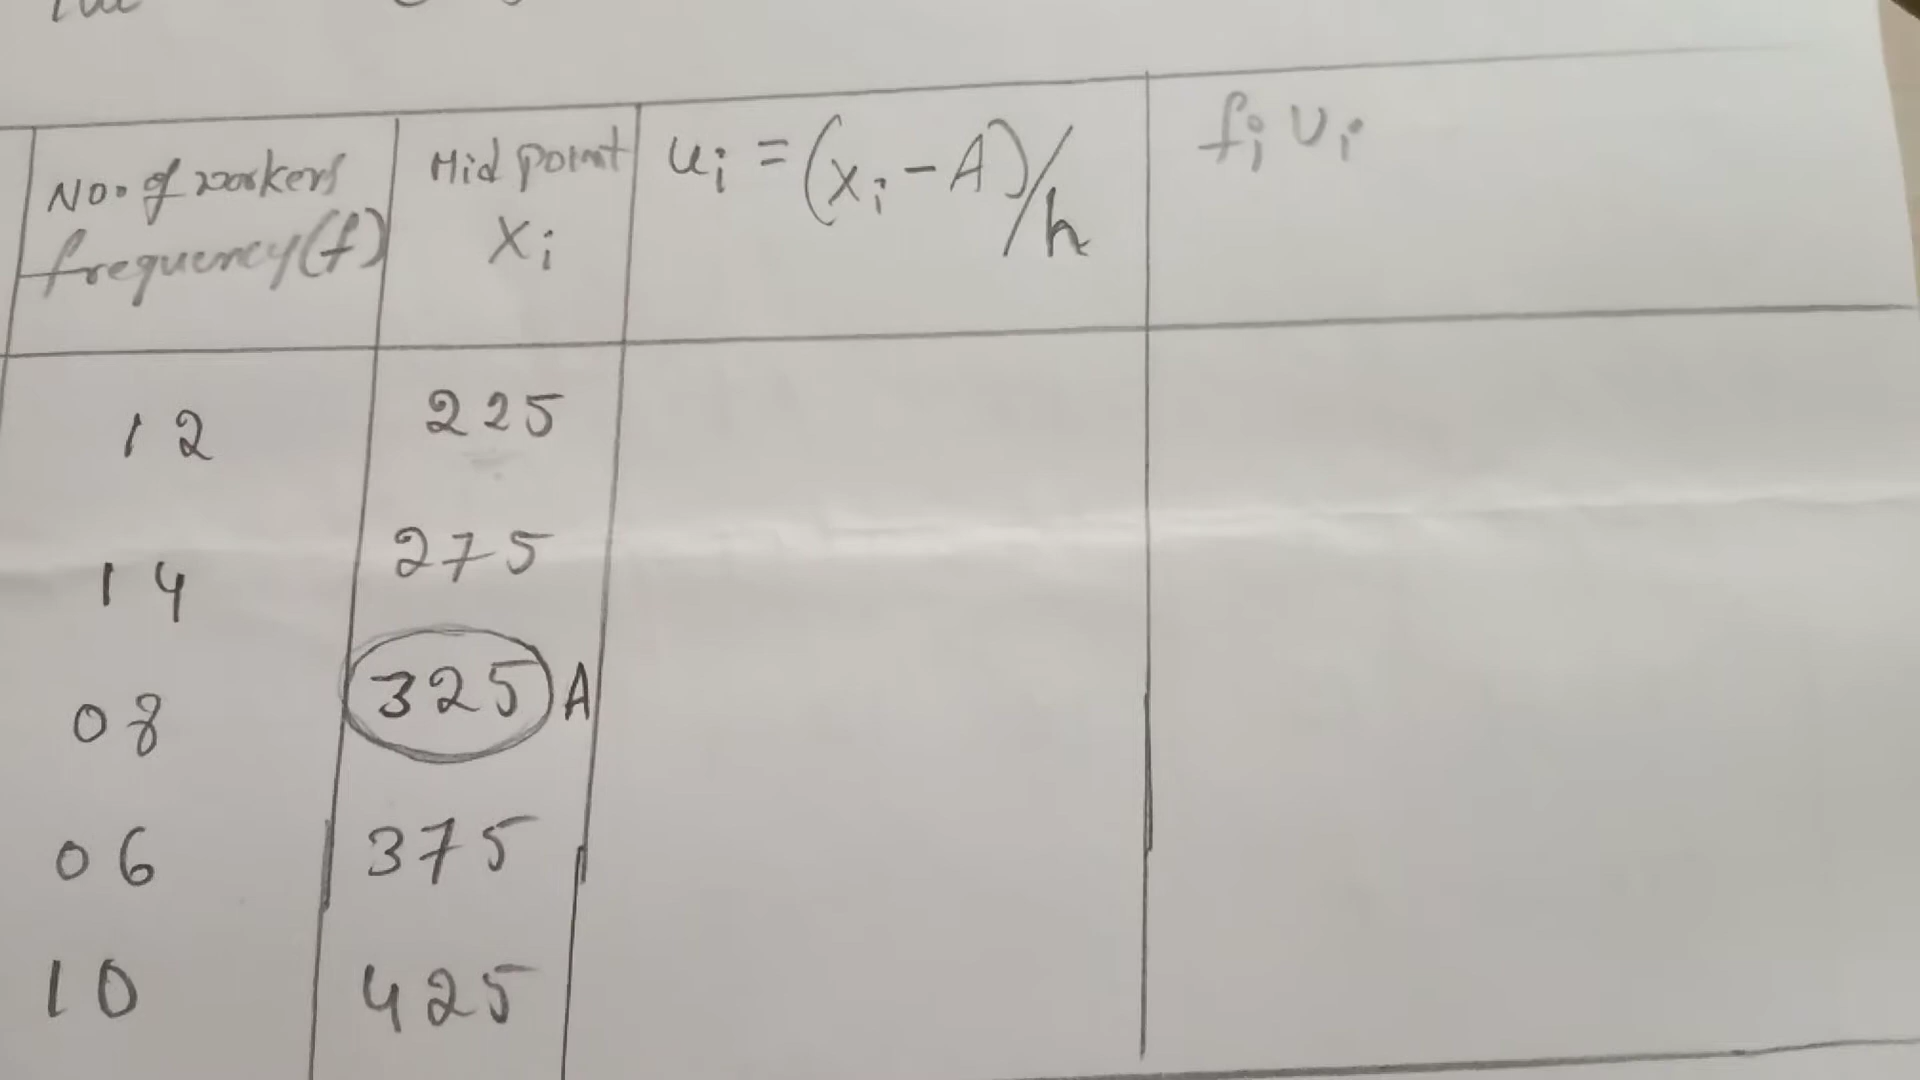 No. of workers frequency (f) Mid point xi ui = (xi - A)/h fi ui
12 225
14 275
08 325 A
06 375
10 425